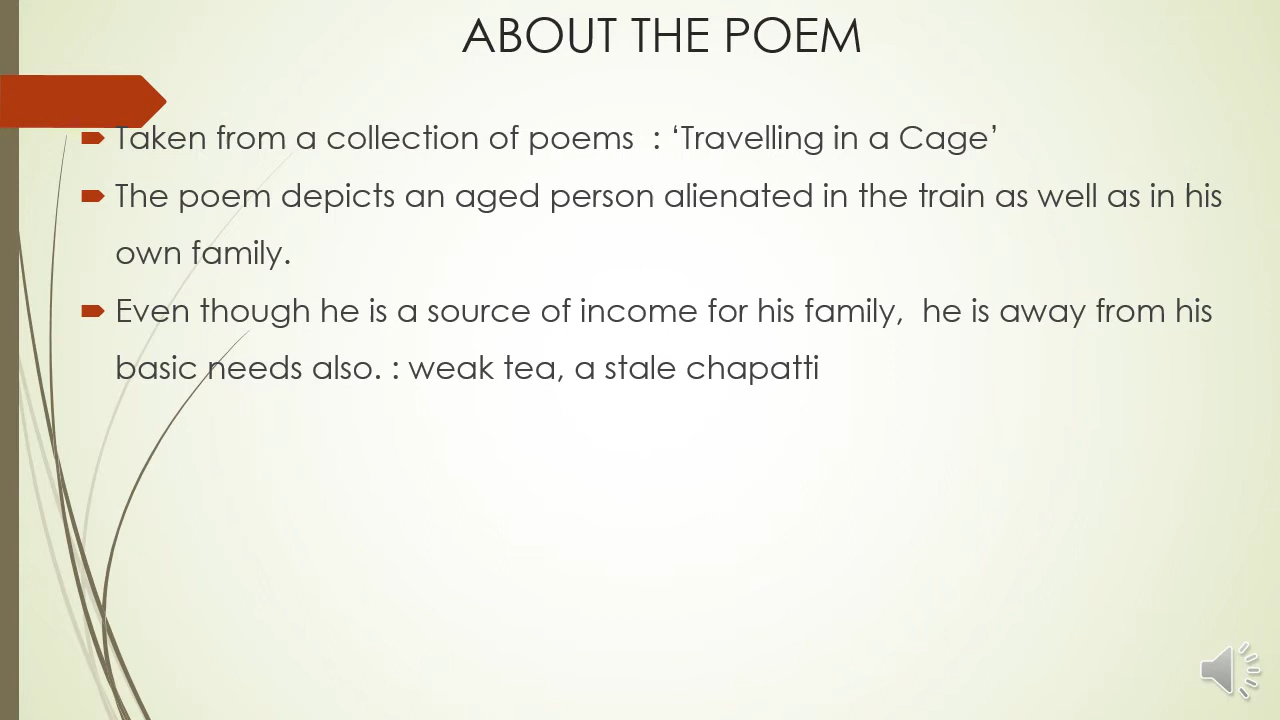 ABOUT THE POEM
Taken from a collection of poems  : ‘Travelling in a Cage’
The poem depicts an aged person alienated in the train as well as in his
own family.
Even though he is a source of income for his family,  he is away from his
basic needs also. : weak tea, a stale chapatti